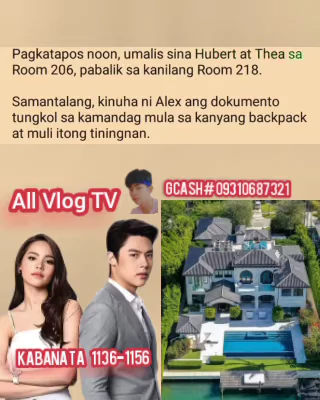 Pagkatapos noon, umalis sina Hubert at Thea sa
Room 206, pabalik sa kanilang Room 218.
Samantalang, kinuha ni Alex ang dokumento
tungkol sa kamandag mula sa kanyang backpack
at muli itong tiningnan.
GCASH# 09310687321
All Vlog TV
KABANATA 1136-1156